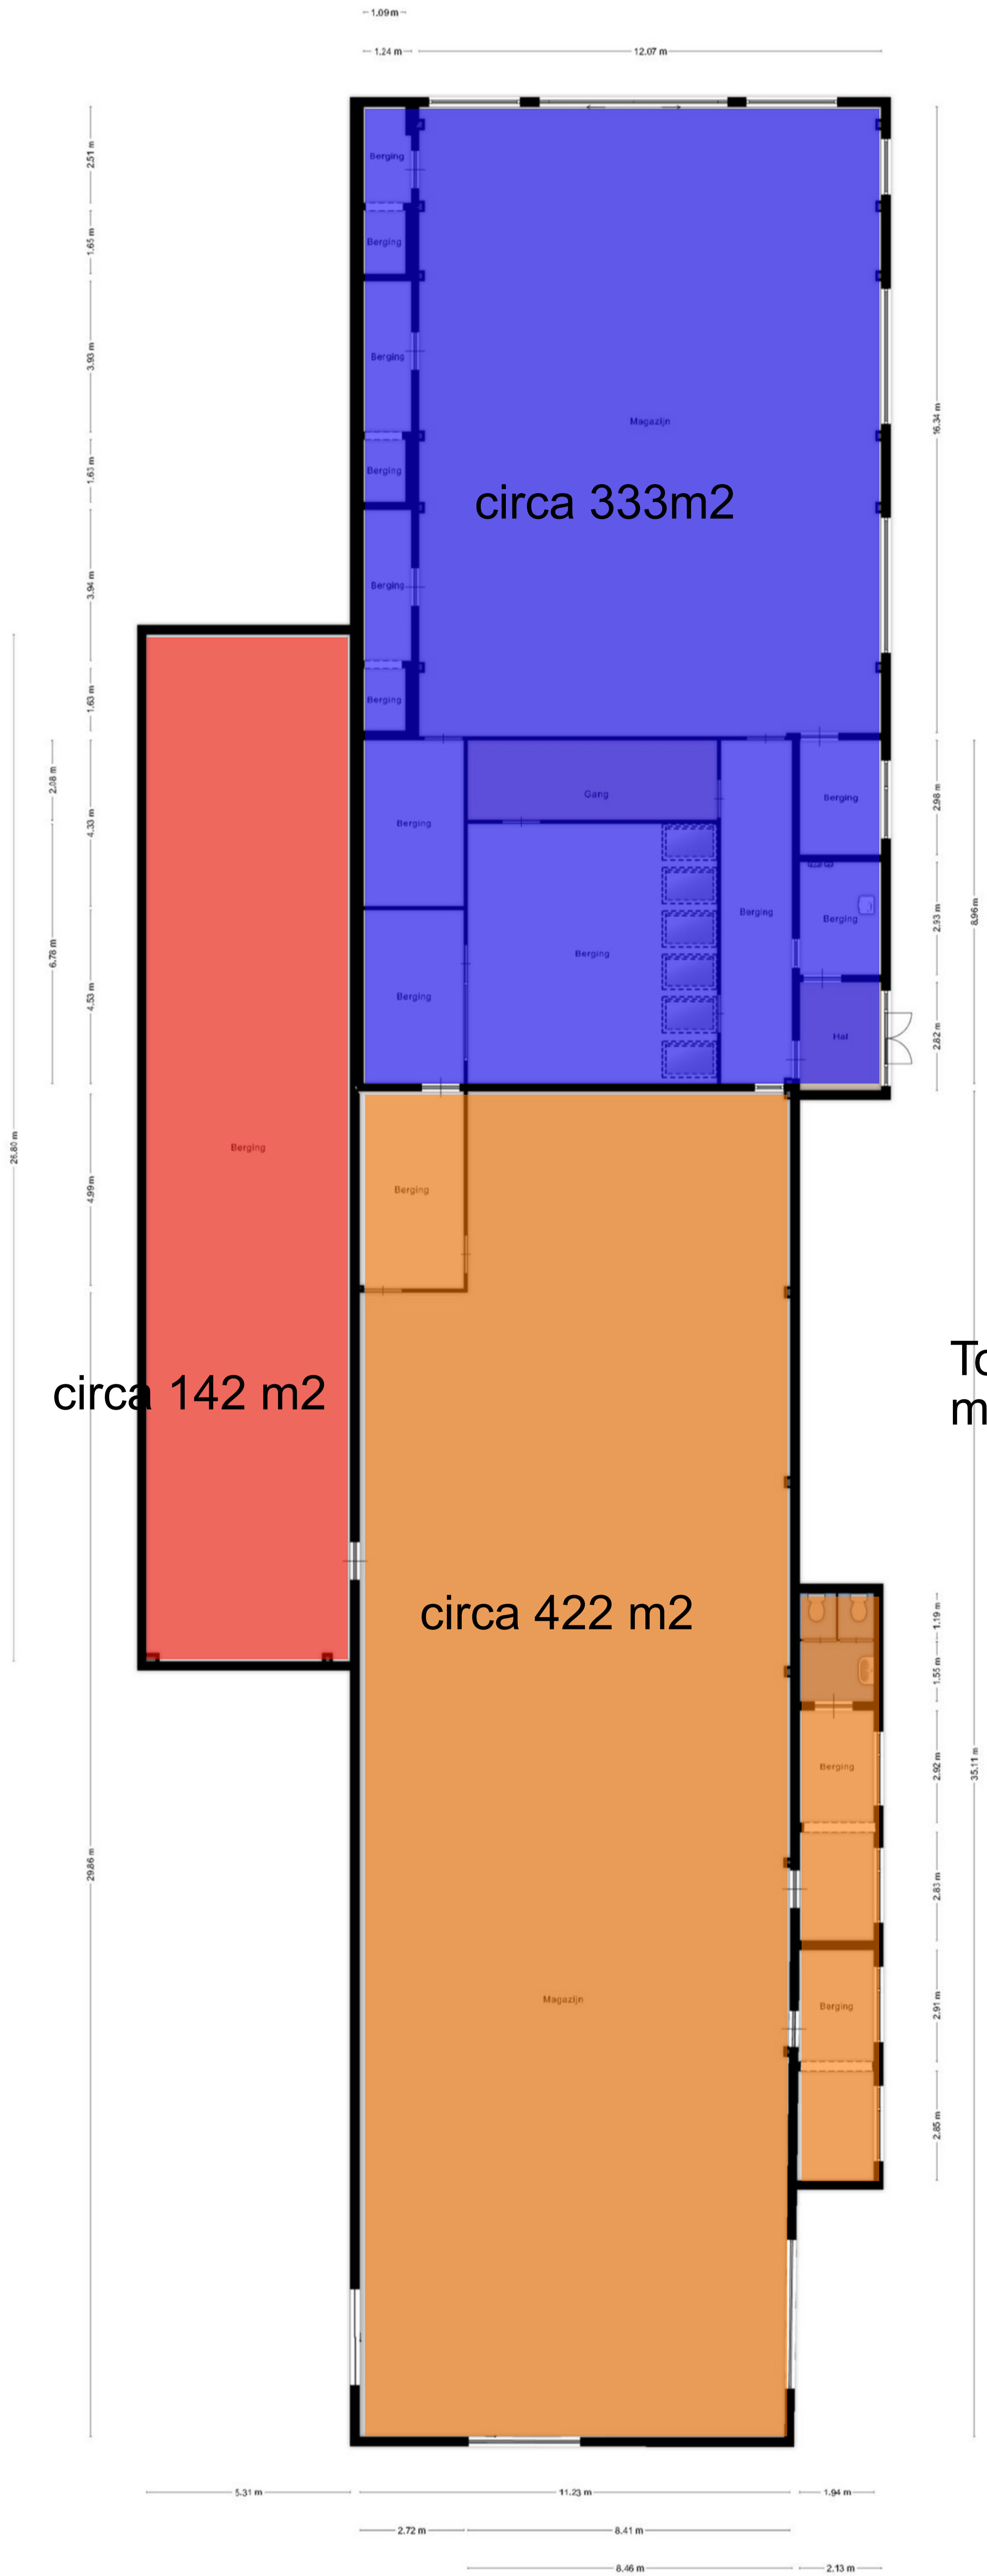 1.09 m
1.24 m
12.07 m
2.51 m
Berging
1.65 m
Berging
3.93 m
Berging
16.34 m
Magazijn
1.63 m
Berging
circa 333m2
3.94 m
Berging
1.63 m
Berging
2.08 m
4.33 m
Gang
Berging
2.98 m
Berging
Berging
Berging
2.93 m
8.96 m
6.78 m
Berging
4.53 m
Berging
Hal
2.82 m
26.80 m
Berging
4.99 m
Berging
To
m
circa 142 m2
circa 422 m2
1.19 m
1.55 m
Berging
2.92 m
35.11 m
29.86 m
2.83 m
Magazijn
Berging
2.91 m
2.85 m
5.31 m
11.23 m
1.94 m
2.72 m
8.41 m
8.46 m
2.13 m